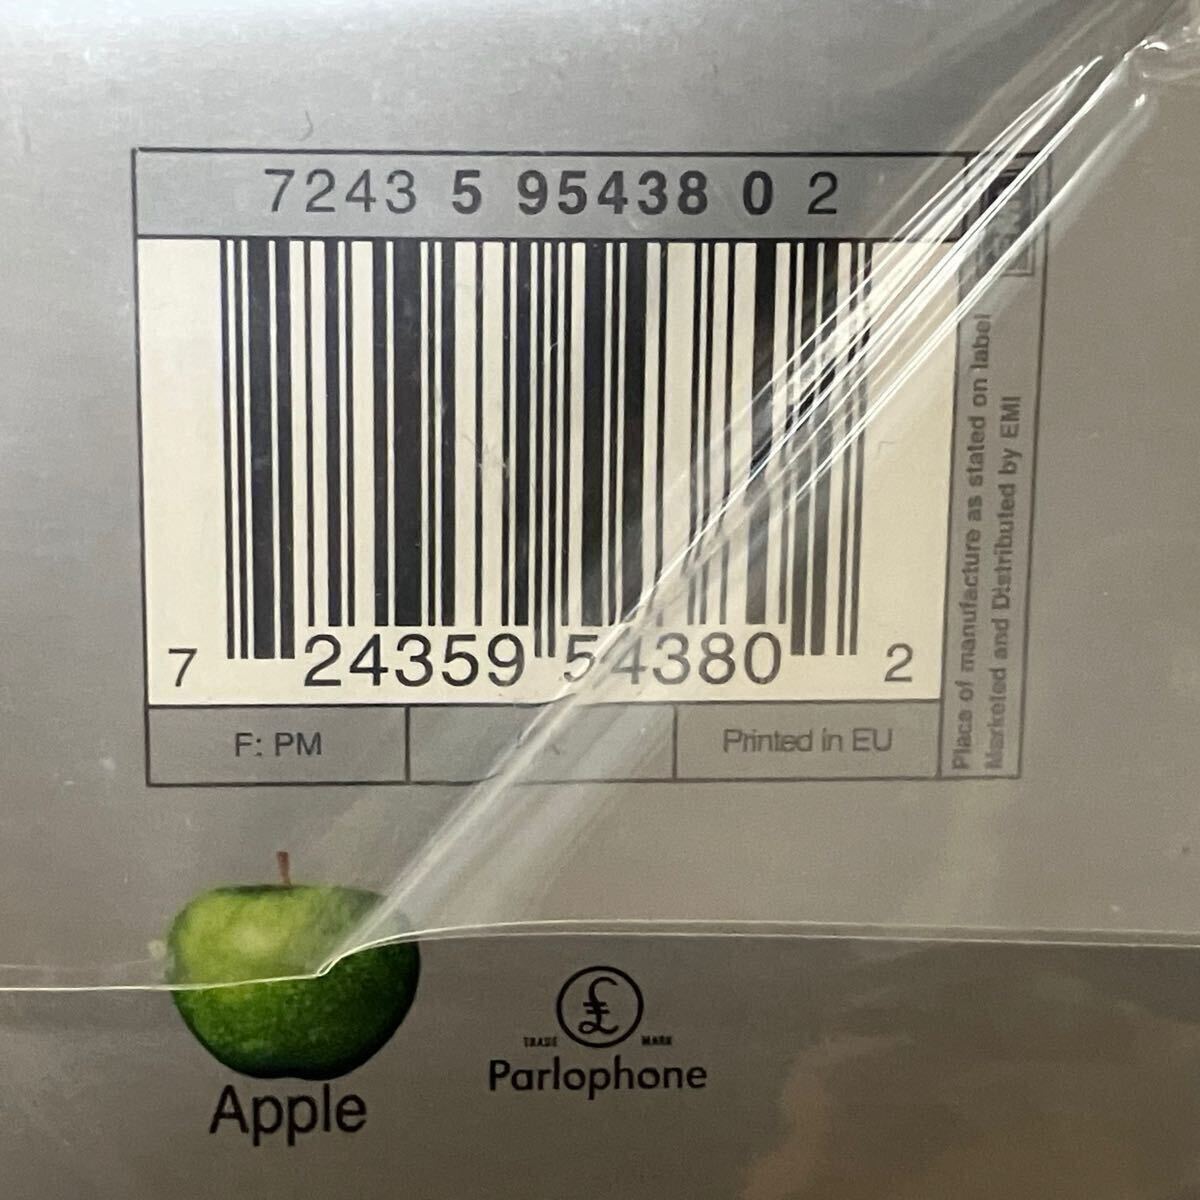 7243 5 95438 0 2
Place of manufacture as stated on label
Marketed and Distributed by EMI
7 24359 54380 2
F: PM
Printed in EU
Apple
£
TRADE MARK
Parlophone